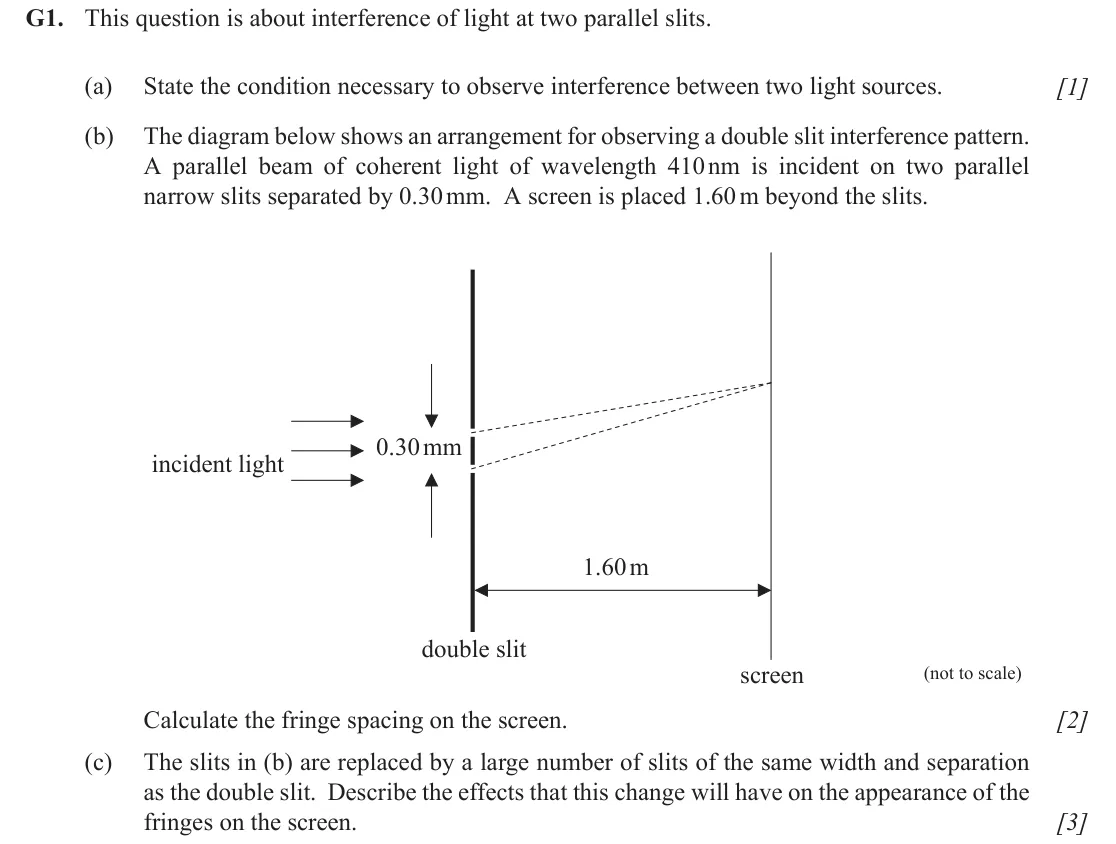 G1. This question is about interference of light at two parallel slits.
(a) State the condition necessary to observe interference between two light sources. [1]
(b) The diagram below shows an arrangement for observing a double slit interference pattern.
A parallel beam of coherent light of wavelength 410 nm is incident on two parallel
narrow slits separated by 0.30 mm. A screen is placed 1.60 m beyond the slits.
0.30 mm
incident light
1.60 m
double slit
screen
(not to scale)
Calculate the fringe spacing on the screen. [2]
(c) The slits in (b) are replaced by a large number of slits of the same width and separation
as the double slit. Describe the effects that this change will have on the appearance of the
fringes on the screen. [3]